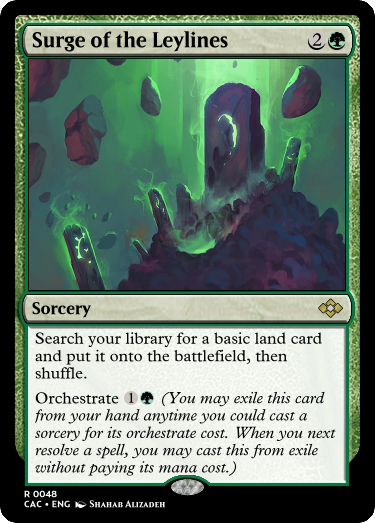 Surge of the Leylines 2
Sorcery
Search your library for a basic land card
and put it onto the battlefield, then
shuffle.
Orchestrate 1 (You may exile this card
from your hand anytime you could cast a
sorcery for its orchestrate cost. When you next
resolve a spell, you may cast this from exile
without paying its mana cost.)
R 0048
CAC • ENG Shahab Alizadeh